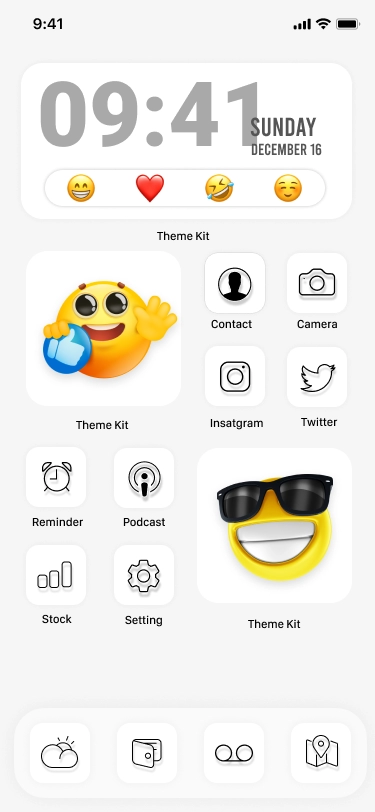 9:41
09:41
SUNDAY
DECEMBER 16
Theme Kit
Contact
Camera
Theme Kit
Insatgram
Twitter
Reminder
Podcast
Stock
Setting
Theme Kit